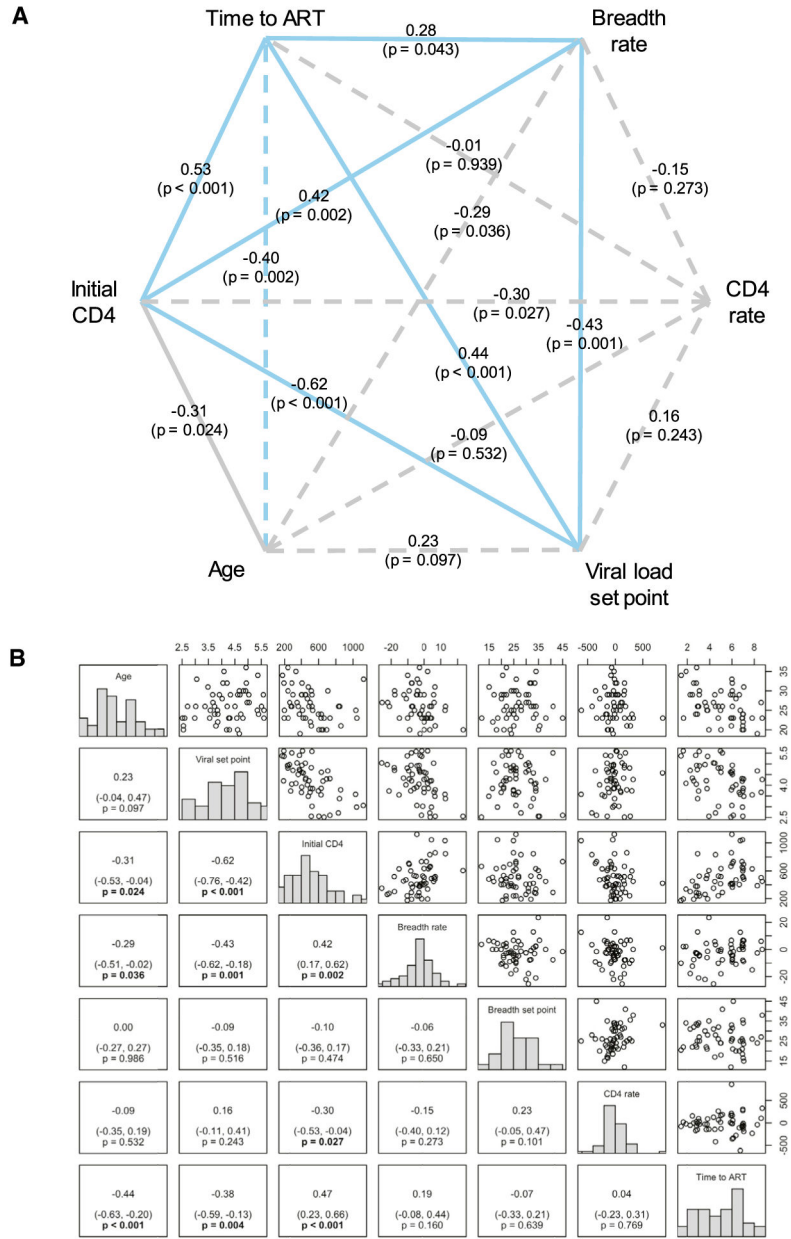 A
Time to ART
Breadth
rate
0.28
(p = 0.043)
-0.01
(p = 0.939)
-0.15
(p = 0.273)
0.53
(p < 0.001)
0.42
(p = 0.002)
-0.29
(p = 0.036)
-0.40
(p = 0.002)
Initial
CD4
-0.30
(p = 0.027)
CD4
rate
-0.43
(p = 0.001)
0.44
(p < 0.001)
-0.62
(p < 0.001)
-0.31
(p = 0.024)
-0.09
(p = 0.532)
0.16
(p = 0.243)
0.23
(p = 0.097)
Age
Viral load
set point
B
2.5 3.5 4.5 5.5 200 600 1000 -20 0 10 15 25 35 45 -500 0 500 2 4 6 8
Age
20 25 30 35
Viral set point
0.23
(-0.04, 0.47)
p = 0.097
2.5 4.0 5.5
Initial CD4
-0.31 -0.62
(-0.53, -0.04) (-0.76, -0.42)
p = 0.024 p < 0.001
200 600 1000
Breadth rate
-0.29 -0.43 0.42
(-0.51, -0.02) (-0.62, -0.18) (0.17, 0.62)
p = 0.036 p = 0.001 p = 0.002
-20 0 20
Breadth set point
0.00 -0.09 -0.10 -0.06
(-0.27, 0.27) (-0.35, 0.18) (-0.36, 0.17) (-0.33, 0.21)
p = 0.986 p = 0.516 p = 0.474 p = 0.650
15 25 35 45
CD4 rate
-0.09 0.16 -0.30 -0.15 0.23
(-0.35, 0.19) (-0.11, 0.41) (-0.53, -0.04) (-0.40, 0.12) (-0.05, 0.47)
p = 0.532 p = 0.243 p = 0.027 p = 0.273 p = 0.101
-500 0 500
Time to ART
-0.44 -0.38 0.47 0.19 -0.07 0.04
(-0.63, -0.20) (-0.59, -0.13) (0.23, 0.66) (-0.08, 0.44) (-0.33, 0.21) (-0.23, 0.31)
p < 0.001 p = 0.004 p < 0.001 p = 0.160 p = 0.639 p = 0.769